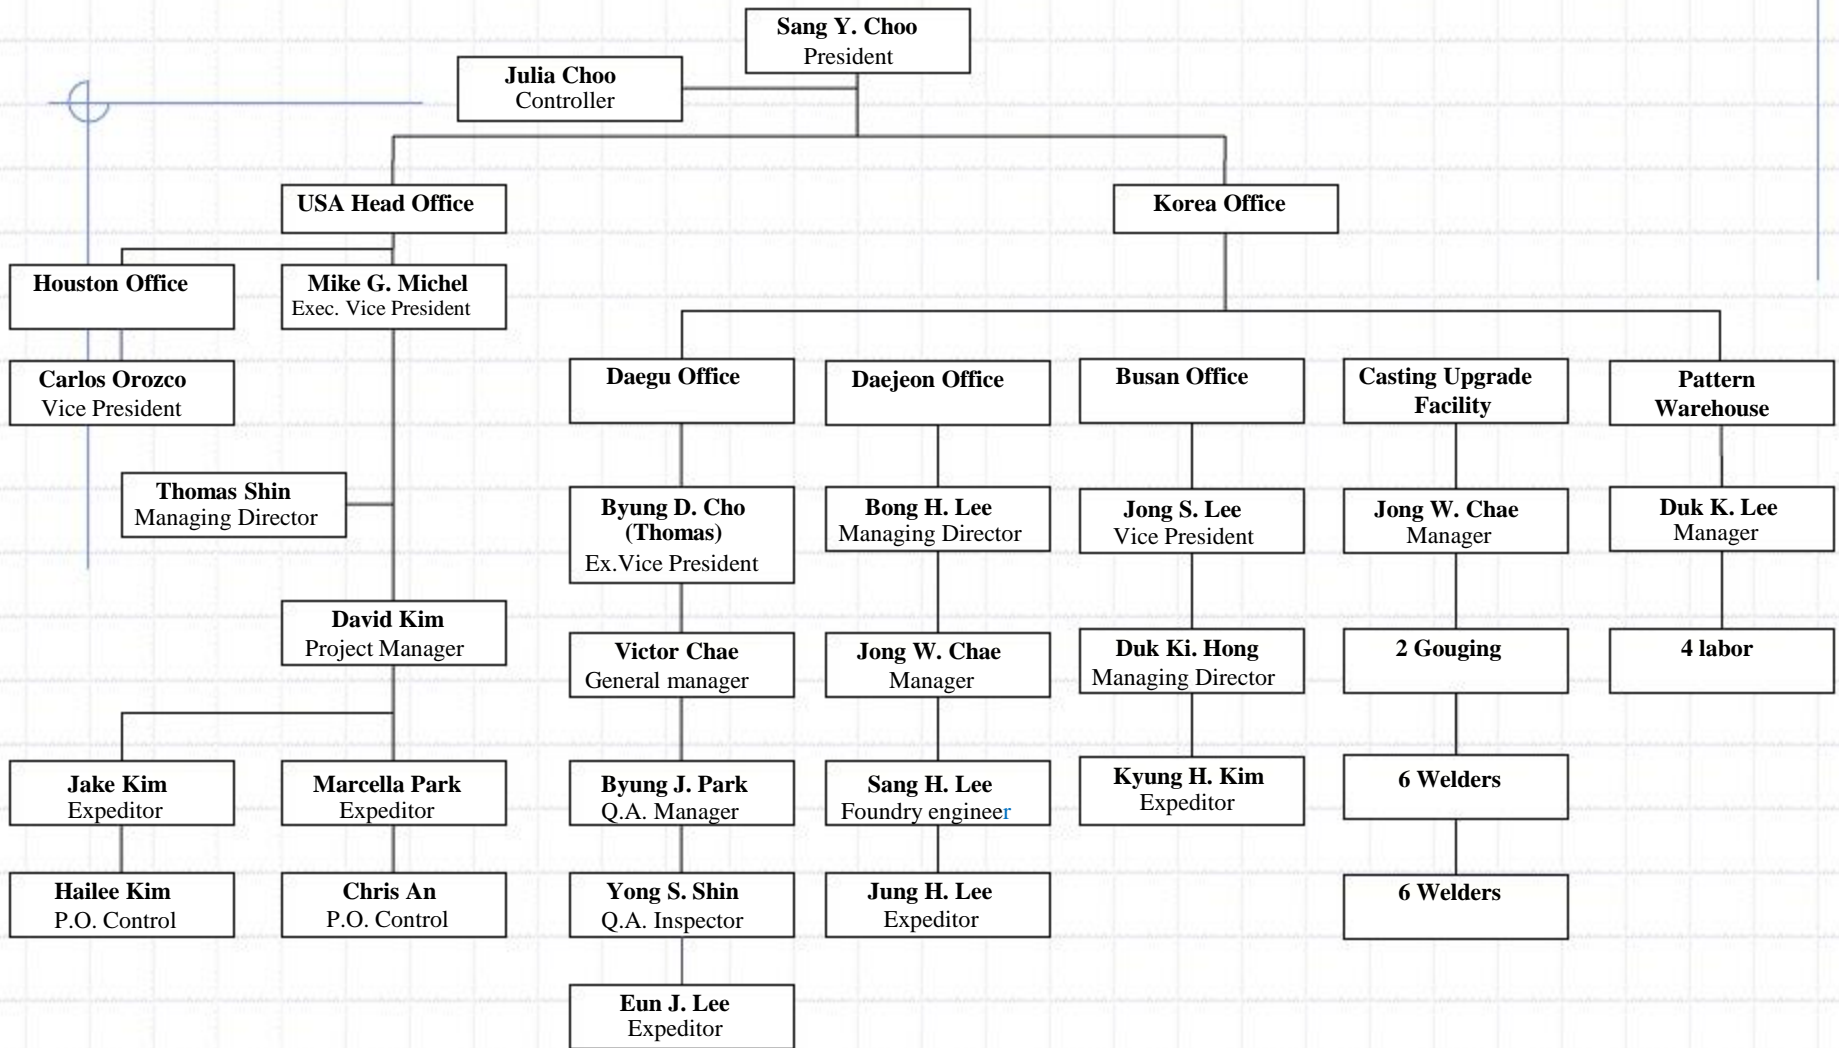 Sang Y. Choo
President
Julia Choo
Controller
USA Head Office
Korea Office
Houston Office
Mike G. Michel
Exec. Vice President
Carlos Orozco
Vice President
Thomas Shin
Managing Director
David Kim
Project Manager
Jake Kim
Expeditor
Marcella Park
Expeditor
Hailee Kim
P.O. Control
Chris An
P.O. Control
Daegu Office
Byung D. Cho
(Thomas)
Ex.Vice President
Victor Chae
General manager
Byung J. Park
Q.A. Manager
Yong S. Shin
Q.A. Inspector
Eun J. Lee
Expeditor
Daejeon Office
Bong H. Lee
Managing Director
Jong W. Chae
Manager
Sang H. Lee
Foundry engineer
Jung H. Lee
Expeditor
Busan Office
Jong S. Lee
Vice President
Duk Ki. Hong
Managing Director
Kyung H. Kim
Expeditor
Casting Upgrade
Facility
Jong W. Chae
Manager
2 Gouging
6 Welders
6 Welders
Pattern
Warehouse
Duk K. Lee
Manager
4 labor